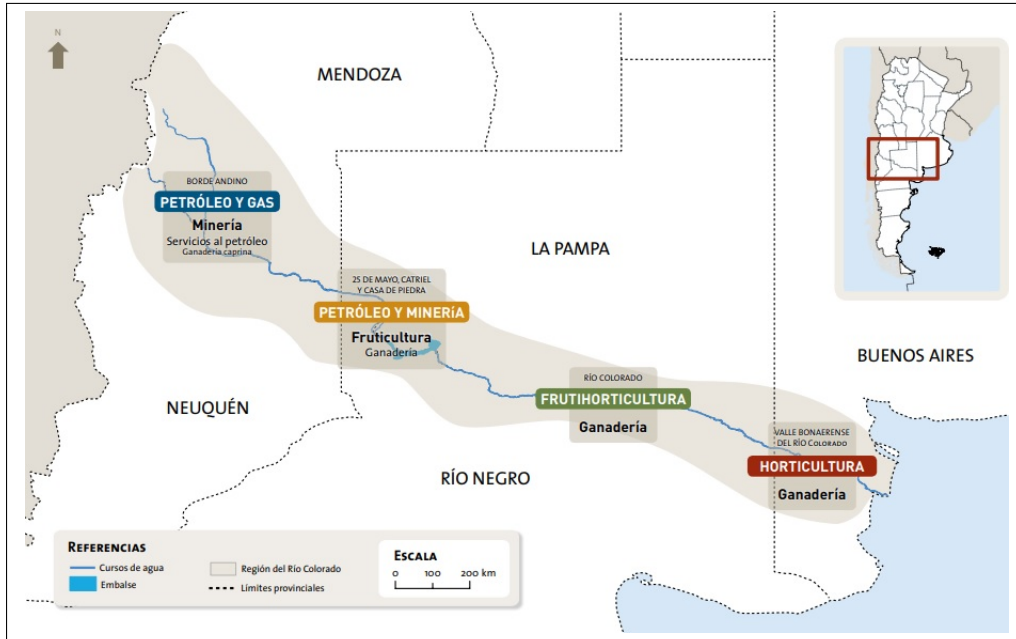 N
MENDOZA
BORDE ANDINO
PETRÓLEO Y GAS
Minería
Servicios al petróleo
Ganadería caprina
LA PAMPA
25 DE MAYO, CATRIEL
Y CASA DE PIEDRA
PETRÓLEO Y MINERíA
Fruticultura
Ganadería
BUENOS AIRES
RÍO COLORADO
FRUTIHORTICULTURA
Ganadería
NEUQUÉN
VALLE BONAERENSE
DEL RÍO COLORADO
HORTICULTURA
Ganadería
RÍO NEGRO
REFERENCIAS
Cursos de agua
Embalse
Región del Río Colorado
Límites provinciales
ESCALA
0 100 200 km